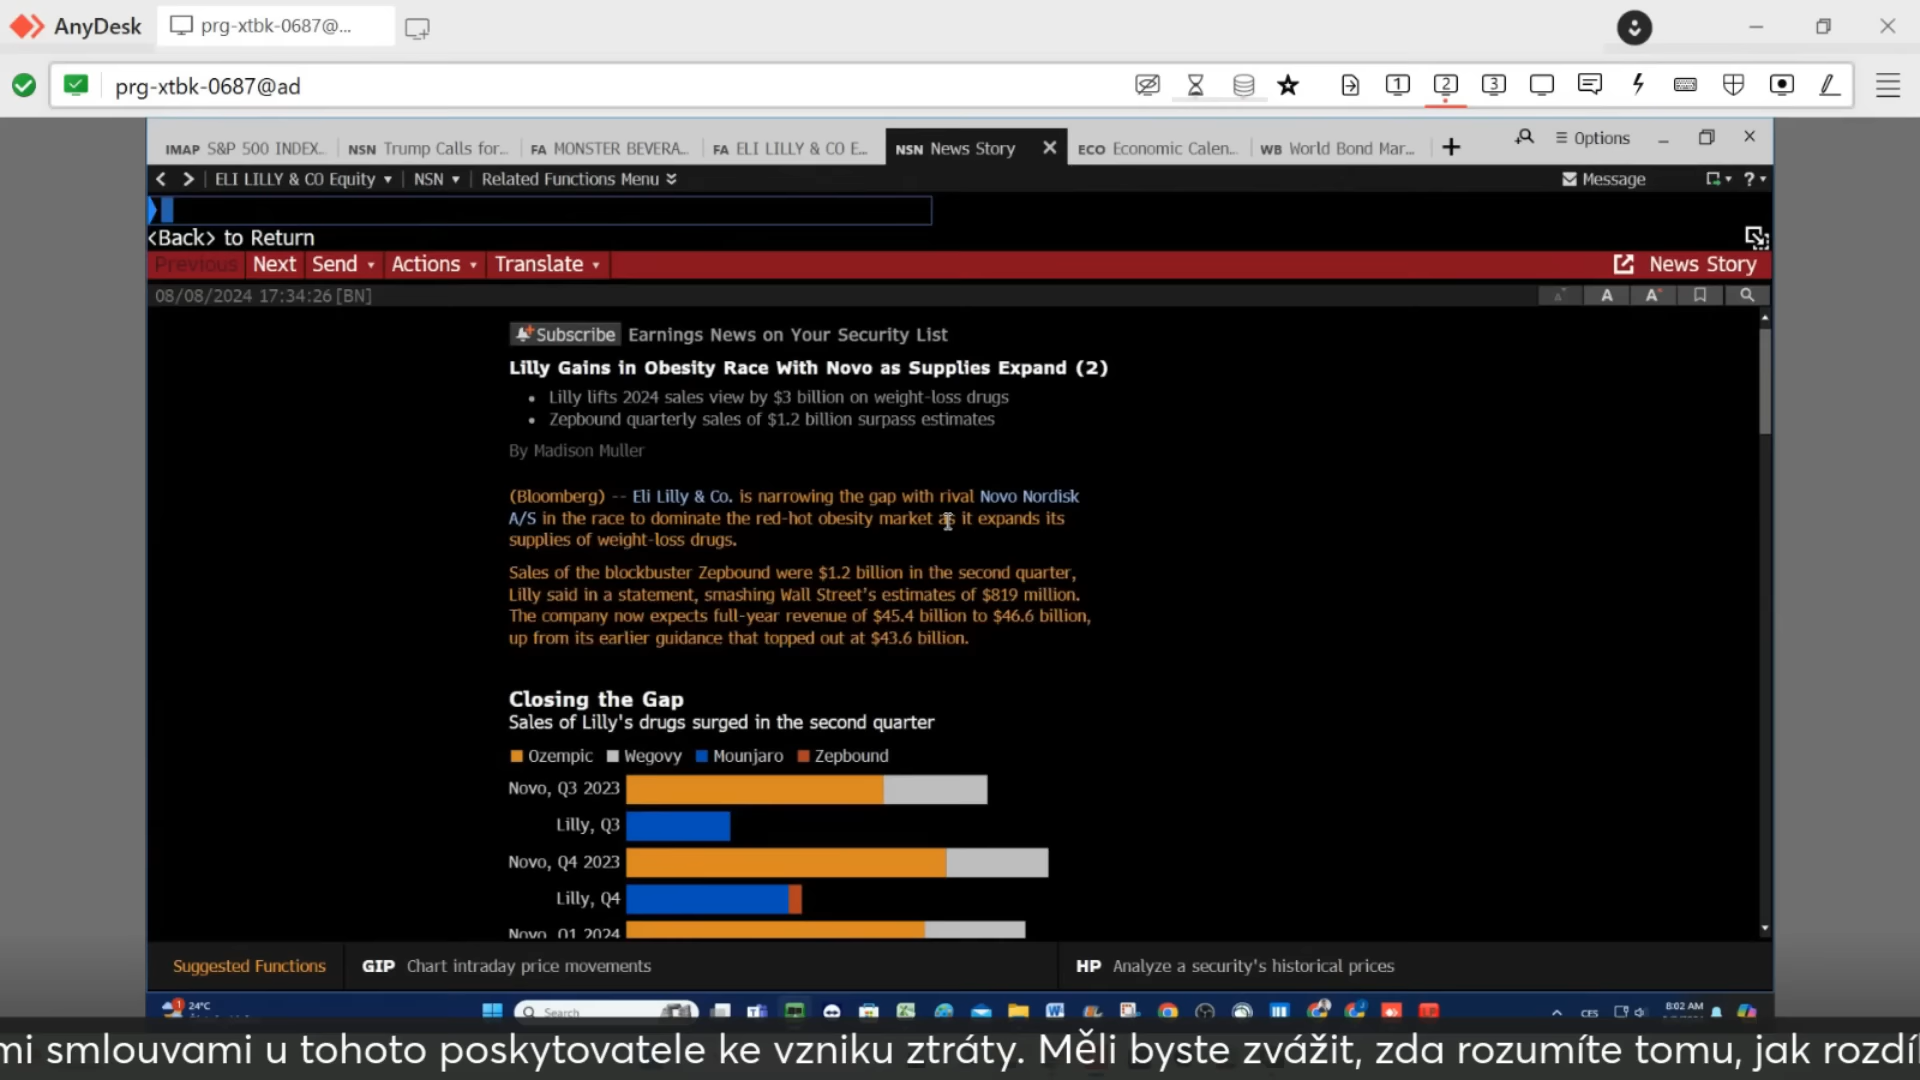 AnyDesk
prg-xtbk-0687@...
prg-xtbk-0687@ad
1 2 3
IMAP S&P 500 INDEX.. NSN Trump Calls for... FA MONSTER BEVERA... FA ELI LILLY & CO E... NSN News Story ECO Economic Calen... WB World Bond Mar... Options
ELI LILLY & CO Equity NSN Related Functions Menu Message ?
<Back> to Return
Previous Next Send Actions Translate News Story
08/08/2024 17:34:26 [BN] A A A
Subscribe Earnings News on Your Security List
Lilly Gains in Obesity Race With Novo as Supplies Expand (2)
• Lilly lifts 2024 sales view by $3 billion on weight-loss drugs
• Zepbound quarterly sales of $1.2 billion surpass estimates
By Madison Muller
(Bloomberg) -- Eli Lilly & Co. is narrowing the gap with rival Novo Nordisk
A/S in the race to dominate the red-hot obesity market as it expands its
supplies of weight-loss drugs.
Sales of the blockbuster Zepbound were $1.2 billion in the second quarter,
Lilly said in a statement, smashing Wall Street's estimates of $819 million.
The company now expects full-year revenue of $45.4 billion to $46.6 billion,
up from its earlier guidance that topped out at $43.6 billion.
Closing the Gap
Sales of Lilly's drugs surged in the second quarter
Ozempic Wegovy Mounjaro Zepbound
Novo, Q3 2023
Lilly, Q3
Novo, Q4 2023
Lilly, Q4
Novo, Q1 2024
Suggested Functions GIP Chart intraday price movements HP Analyze a security's historical prices
1 24°C Search CES 8:02 AM
mi smlouvami u tohoto poskytovatele ke vzniku ztráty. Měli byste zvážit, zda rozumíte tomu, jak rozdíl